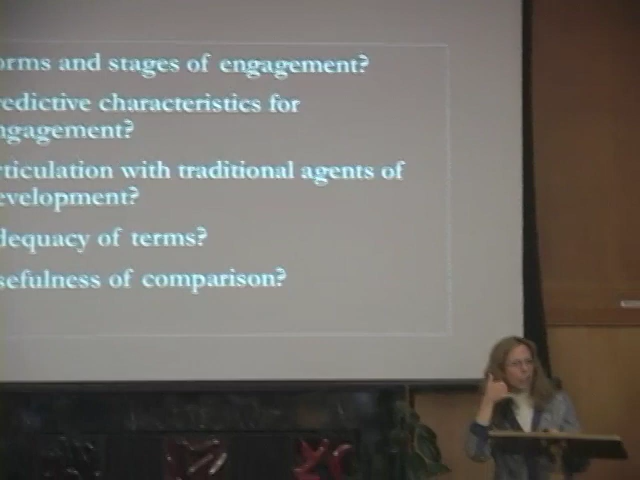 orms and stages of engagement?
redictive characteristics for
ngagement?
rticulation with traditional agents of
evelopment?
dequacy of terms?
sefulness of comparison?